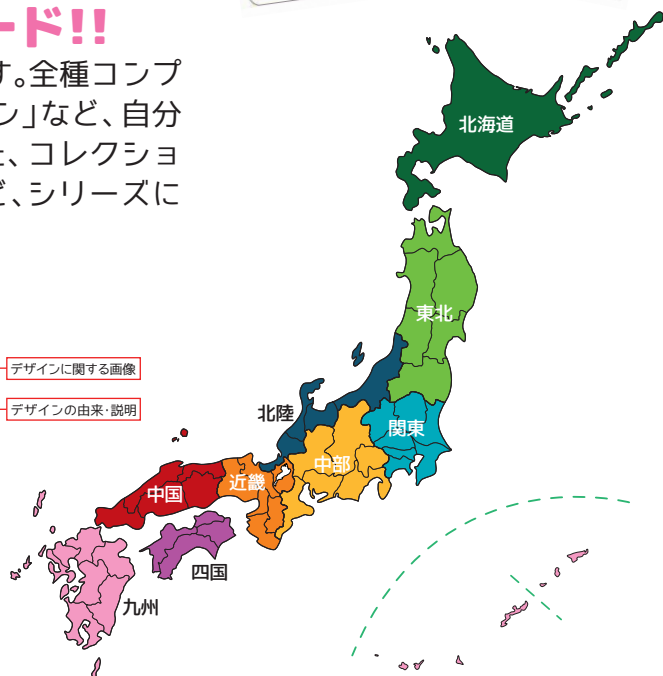 ード!!
す。全種コンプ
ン」など、自分
、コレクショ
ど、シリーズに
北海道
東北
デザインに関する画像
デザインの由来・説明
北陸
関東
中部
近畿
中国
四国
九州